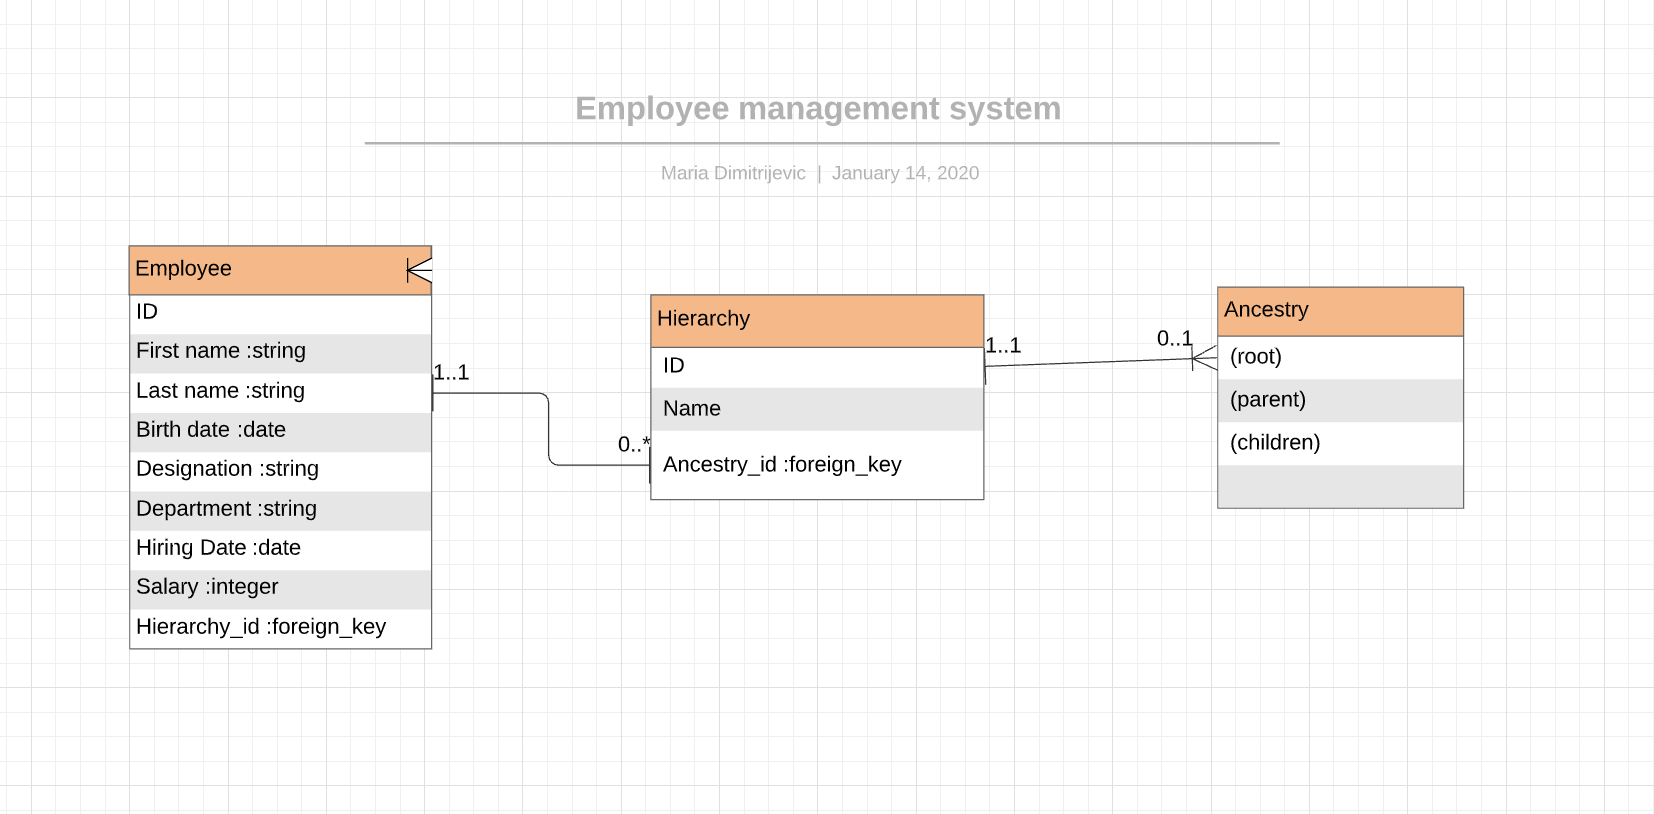 Employee management system
Maria Dimitrijevic | January 14, 2020
Employee
ID
First name :string
Last name :string
Birth date :date
Designation :string
Department :string
Hiring Date :date
Salary :integer
Hierarchy_id :foreign_key
1..1
0..*
Hierarchy
ID
Name
Ancestry_id :foreign_key
1..1
0..1
Ancestry
(root)
(parent)
(children)